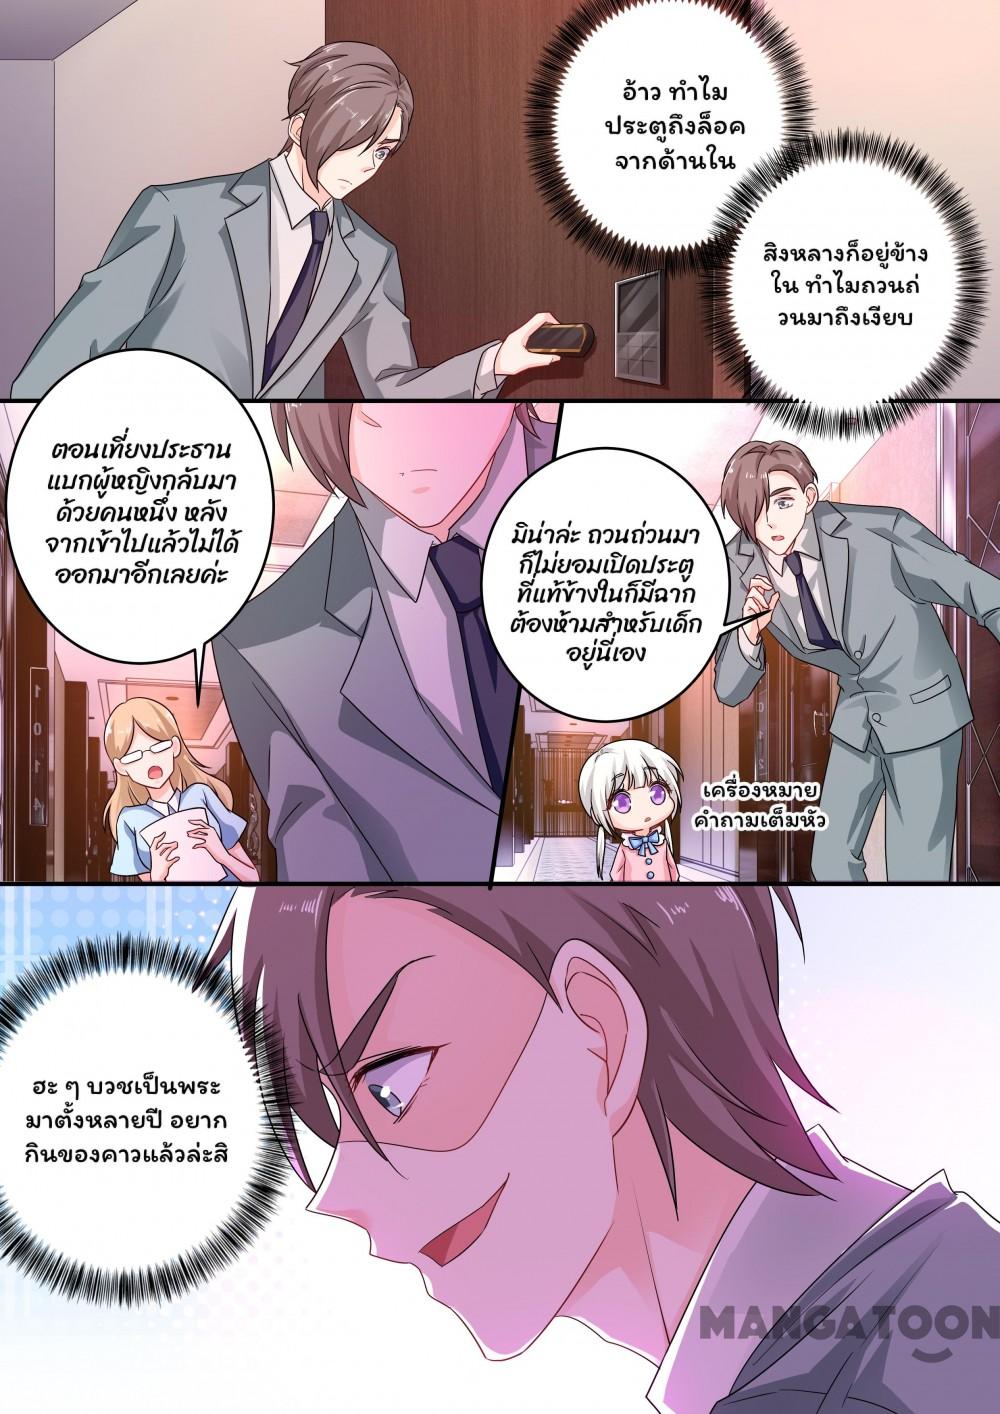 อ้าว ทำไม
ประตูถึงล็อค
จากด้านใน
สิงหลางก็อยู่ข้าง
ใน ทำไมถวนถ่
วนมาถึงเงียบ
ตอนเที่ยงประธาน
แบกผู้หญิงกลับมา
ด้วยคนหนึ่ง หลัง
จากเข้าไปแล้วไม่ได้
ออกมาอีกเลยค่ะ
มิน่าล่ะ ถวนถ่วนมา
ก็ไม่ยอมเปิดประตู
ที่แท้ข้างในก็มีฉาก
ต้องห้ามสำหรับเด็ก
อยู่นี่เอง
เครื่องหมาย
คำถามเต็มหัว
ฮะ ๆ บวชเป็นพระ
มาตั้งหลายปี อยาก
กินของคาวแล้วล่ะสิ
MANGATOON